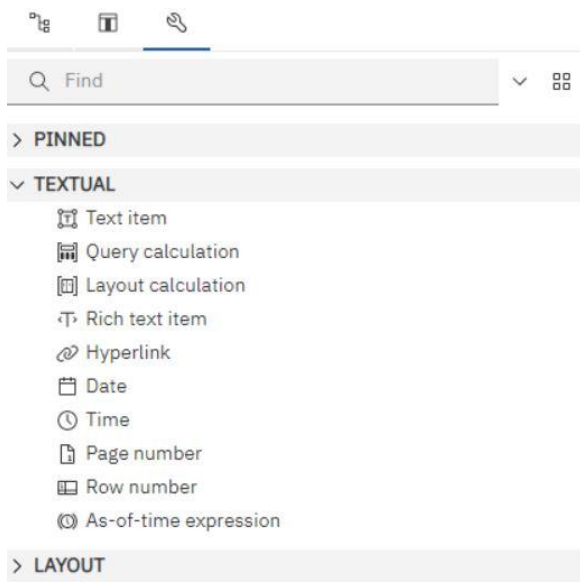 Find
PINNED
TEXTUAL
Text item
Query calculation
Layout calculation
Rich text item
Hyperlink
Date
Time
Page number
Row number
As-of-time expression
LAYOUT